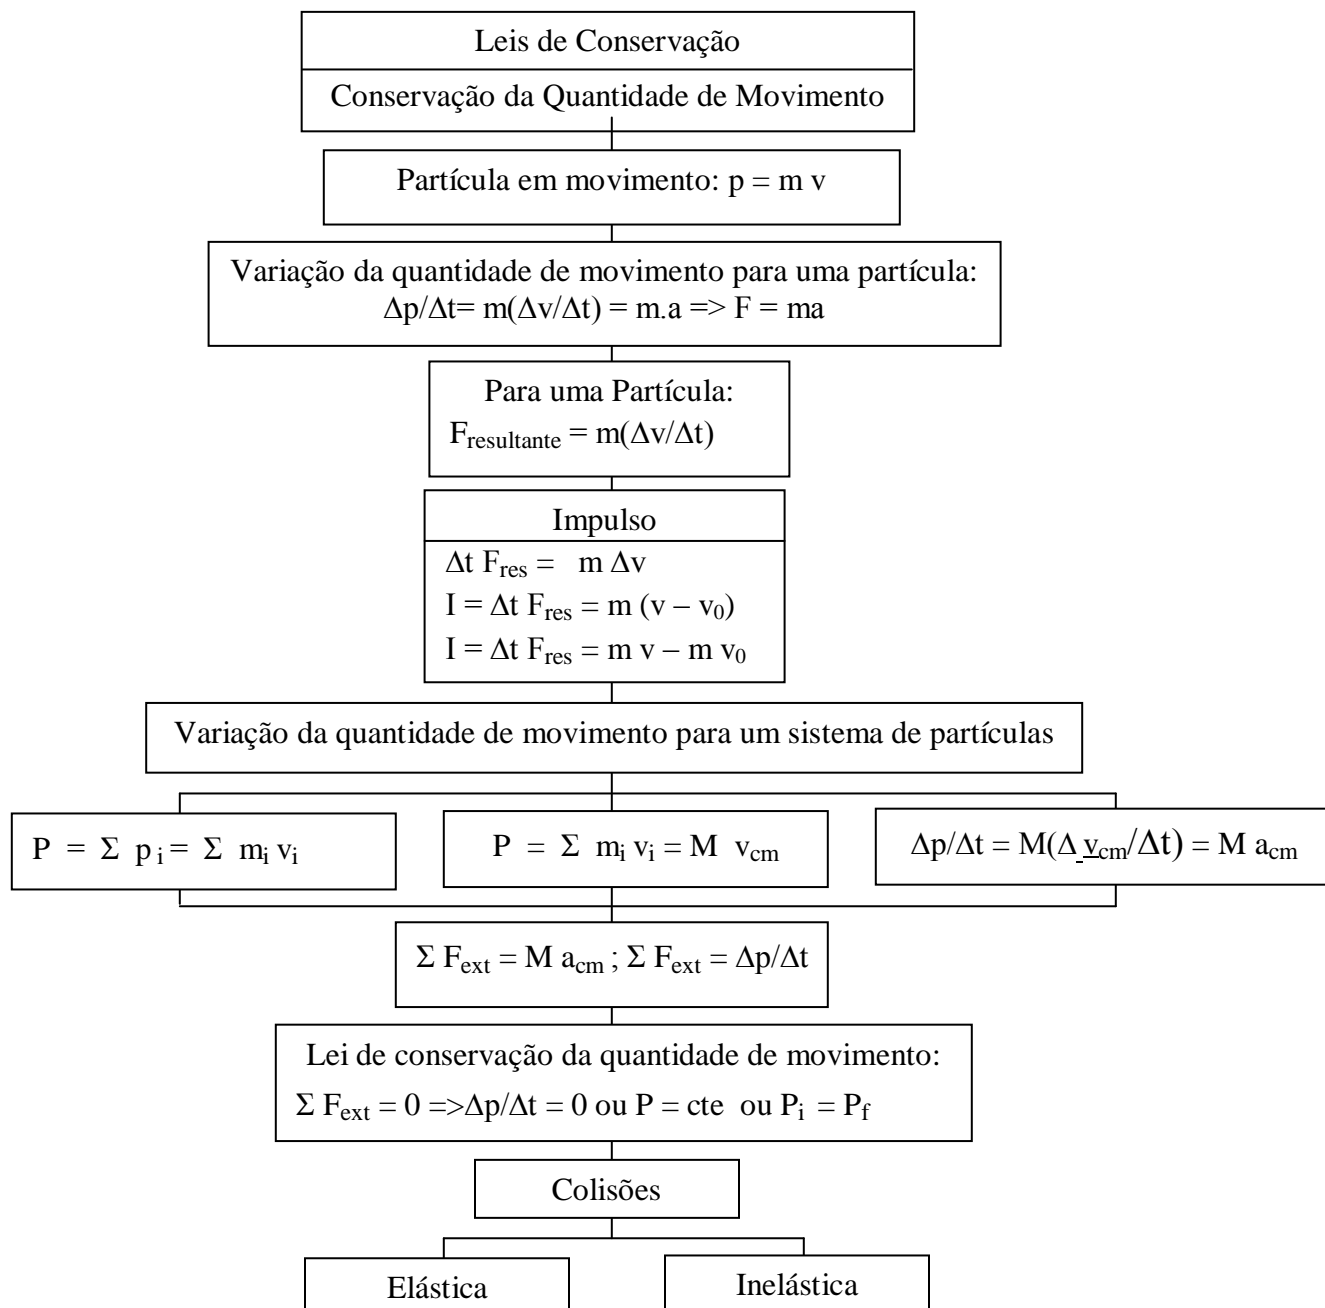 Leis de Conservação
Conservação da Quantidade de Movimento
Partícula em movimento: p = m v
Variação da quantidade de movimento para uma partícula:
Δp/Δt= m(Δv/Δt) = m.a => F = ma
Para uma Partícula:
Fresultante = m(Δv/Δt)
Impulso
Δt Fres = m Δv
I = Δt Fres = m (v – v0)
I = Δt Fres = m v – m v0
Variação da quantidade de movimento para um sistema de partículas
P = Σ p i = Σ mi vi
P = Σ mi vi = M vcm
Δp/Δt = M(Δ vcm/Δt) = M acm
Σ Fext = M acm ; Σ Fext = Δp/Δt
Lei de conservação da quantidade de movimento:
Σ Fext = 0 =>Δp/Δt = 0 ou P = cte ou Pi = Pf
Colisões
Elástica
Inelástica